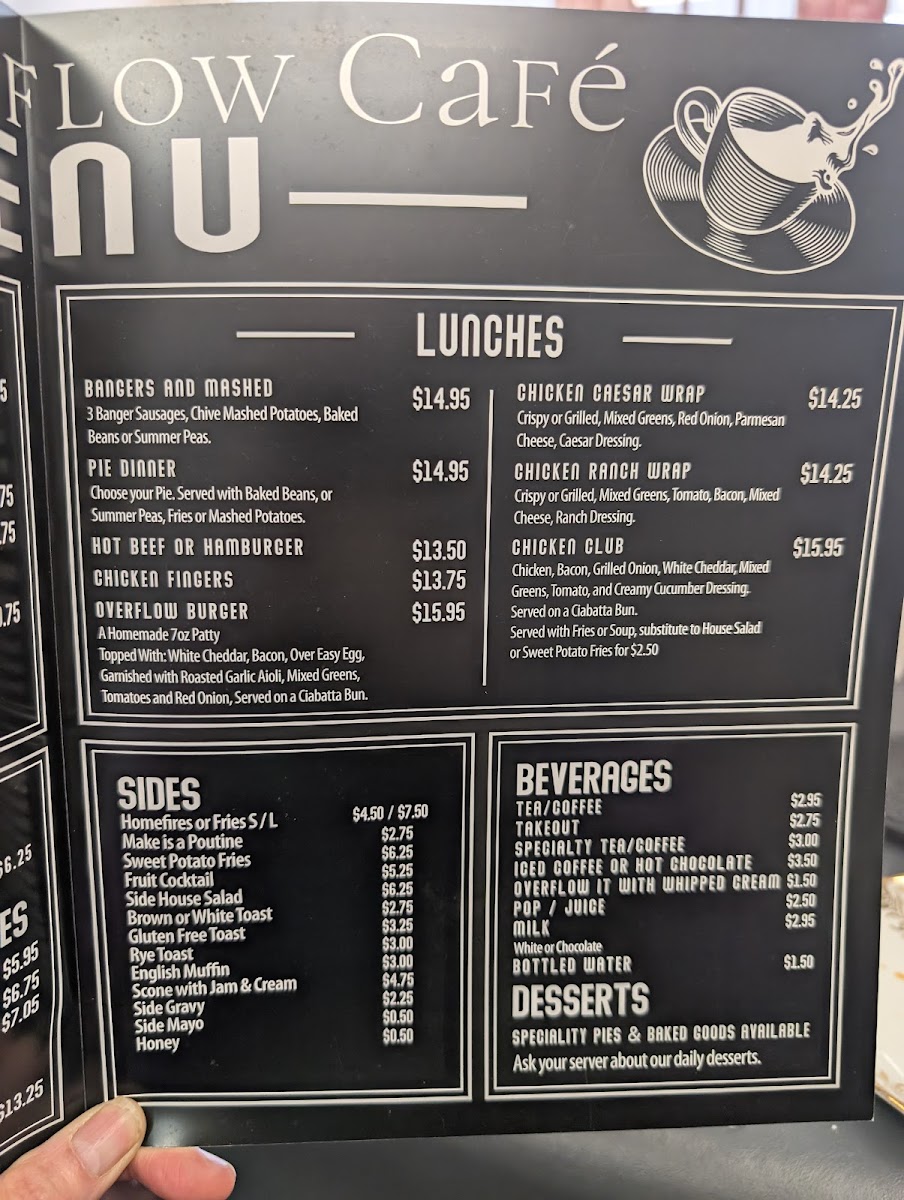 FLOW CaFé
NU
LUNCHES
BANGERS AND MASHED $14.95
3 Banger Sausages, Chive Mashed Potatoes, Baked
Beans or Summer Peas.
PIE DINNER $14.95
Choose your Pie. Served with Baked Beans, or
Summer Peas, Fries or Mashed Potatoes.
HOT BEEF OR HAMBURGER $13.50
CHICKEN FINGERS $13.75
OVERFLOW BURGER $15.95
A Homemade 7oz Patty
Topped With: White Cheddar, Bacon, Over Easy Egg,
Garnished with Roasted Garlic Aioli, Mixed Greens,
Tomatoes and Red Onion, Served on a Ciabatta Bun.
CHICKEN CAESAR WRAP $14.25
Crispy or Grilled, Mixed Greens, Red Onion, Parmesan
Cheese, Caesar Dressing.
CHICKEN RANCH WRAP $14.25
Crispy or Grilled, Mixed Greens, Tomato, Bacon, Mixed
Cheese, Ranch Dressing.
CHICKEN CLUB $15.95
Chicken, Bacon, Grilled Onion, White Cheddar, Mixed
Greens, Tomato, and Creamy Cucumber Dressing.
Served on a Ciabatta Bun.
Served with Fries or Soup, substitute to House Salad
or Sweet Potato Fries for $2.50
SIDES
Homefires or Fries S / L $4.50 / $7.50
Make is a Poutine $2.75
Sweet Potato Fries $6.25
Fruit Cocktail $5.25
Side House Salad $6.25
Brown or White Toast $2.75
Gluten Free Toast $3.25
Rye Toast $3.00
English Muffin $3.00
Scone with Jam & Cream $4.75
Side Gravy $2.25
Side Mayo $0.50
Honey $0.50
BEVERAGES
TEA/COFFEE $2.95
TAKEOUT $2.75
SPECIALTY TEA/COFFEE $3.00
ICED COFFEE OR HOT CHOCOLATE $3.50
OVERFLOW IT WITH WHIPPED CREAM $1.50
POP / JUICE $2.50
MILK $2.95
White or Chocolate
BOTTLED WATER $1.50
DESSERTS
SPECIALITY PIES & BAKED GOODS AVAILABLE
Ask your server about our daily desserts.
5
75
.75
.75
$6.25
ES
$5.95
$6.75
$7.05
$13.25